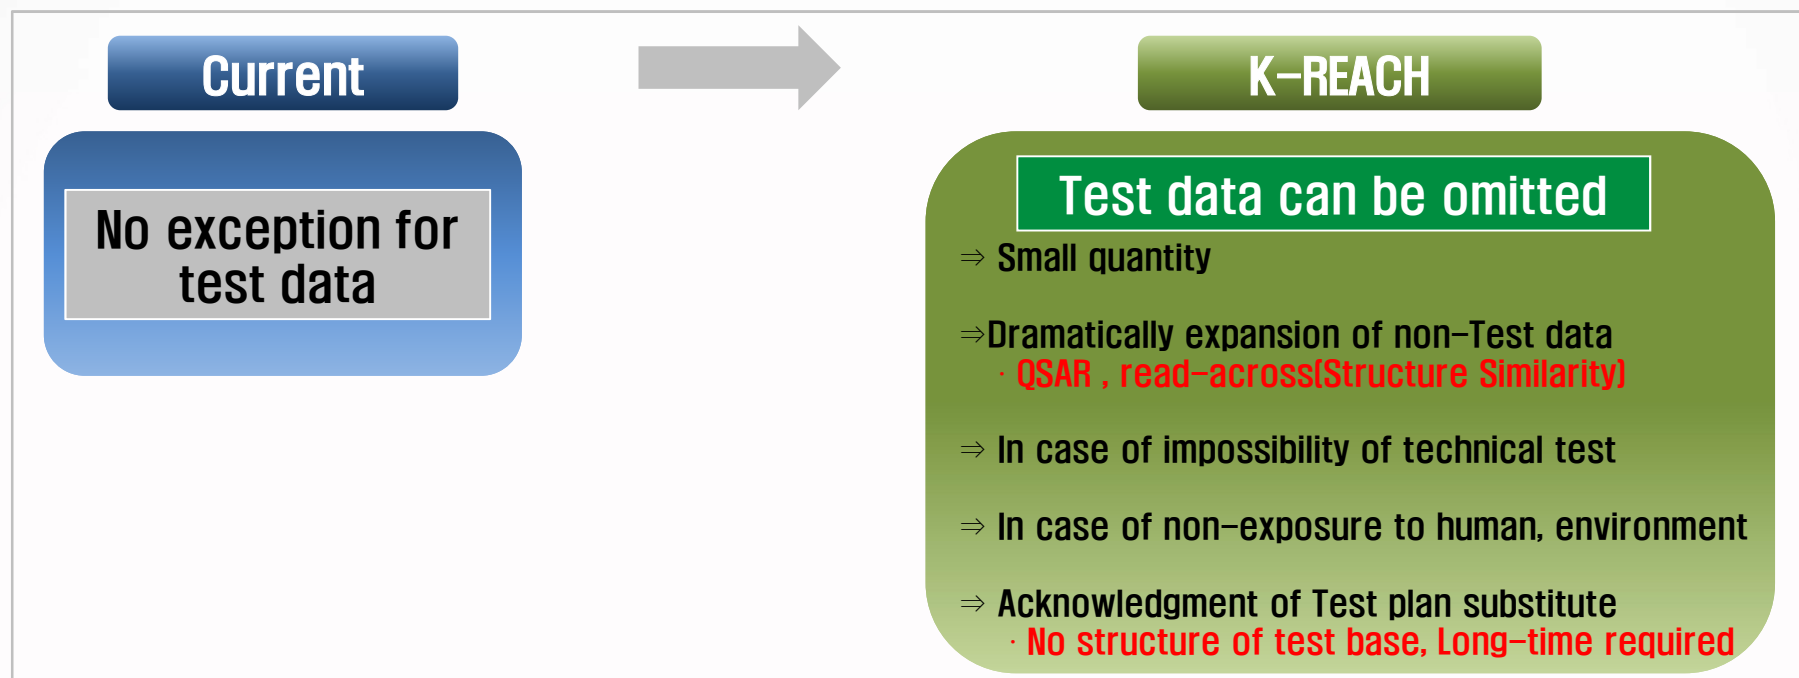 Current
K-REACH
No exception for
test data
Test data can be omitted
⇒ Small quantity
⇒Dramatically expansion of non-Test data
· QSAR , read-across(Structure Similarity)
⇒ In case of impossibility of technical test
⇒ In case of non-exposure to human, environment
⇒ Acknowledgment of Test plan substitute
· No structure of test base, Long-time required